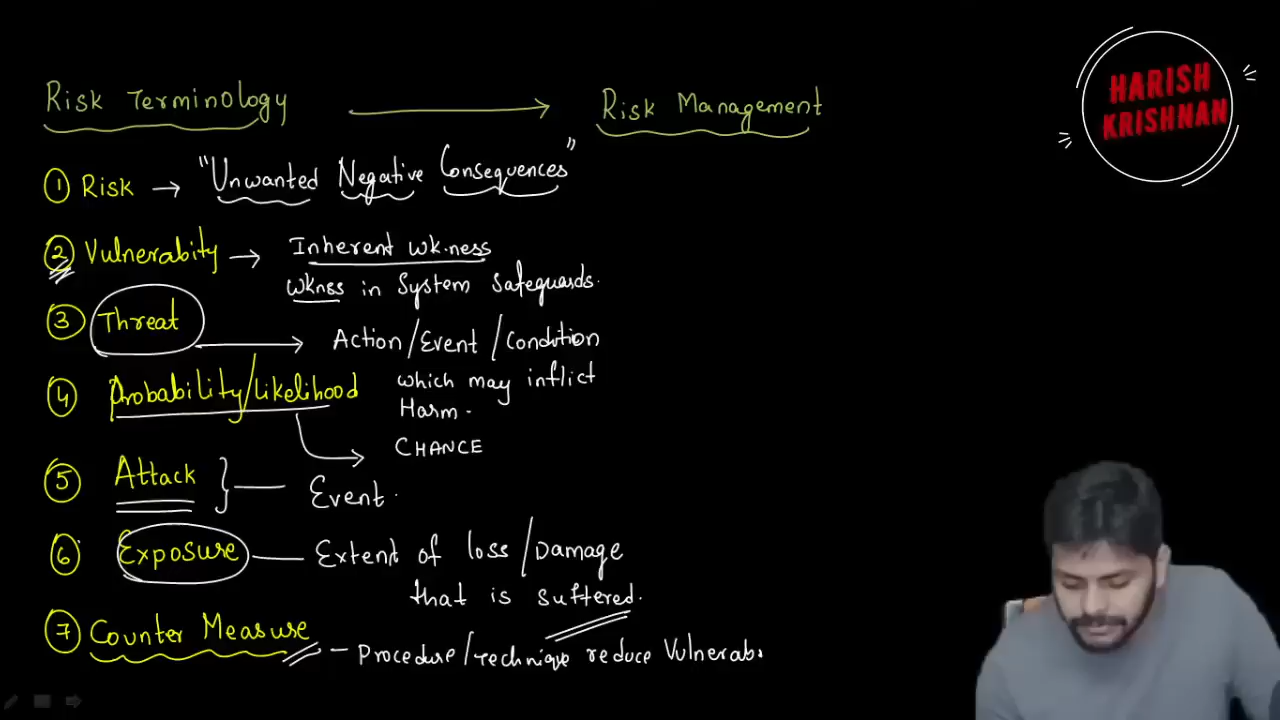 Risk Terminology → Risk Management
HARISH
KRISHNAN
① Risk → "Unwanted Negative Consequences"
② Vulnerabity → Inherent wk.ness
wknss in System Safeguards.
③ Threat → Action/Event/Condition
which may inflict
Harm.
④ Probability/Likelihood → CHANCE
⑤ Attack } — Event.
⑥ Exposure — Extent of loss/Damage
that is suffered.
⑦ Counter Measure – Procedure/Technique reduce Vulnerab